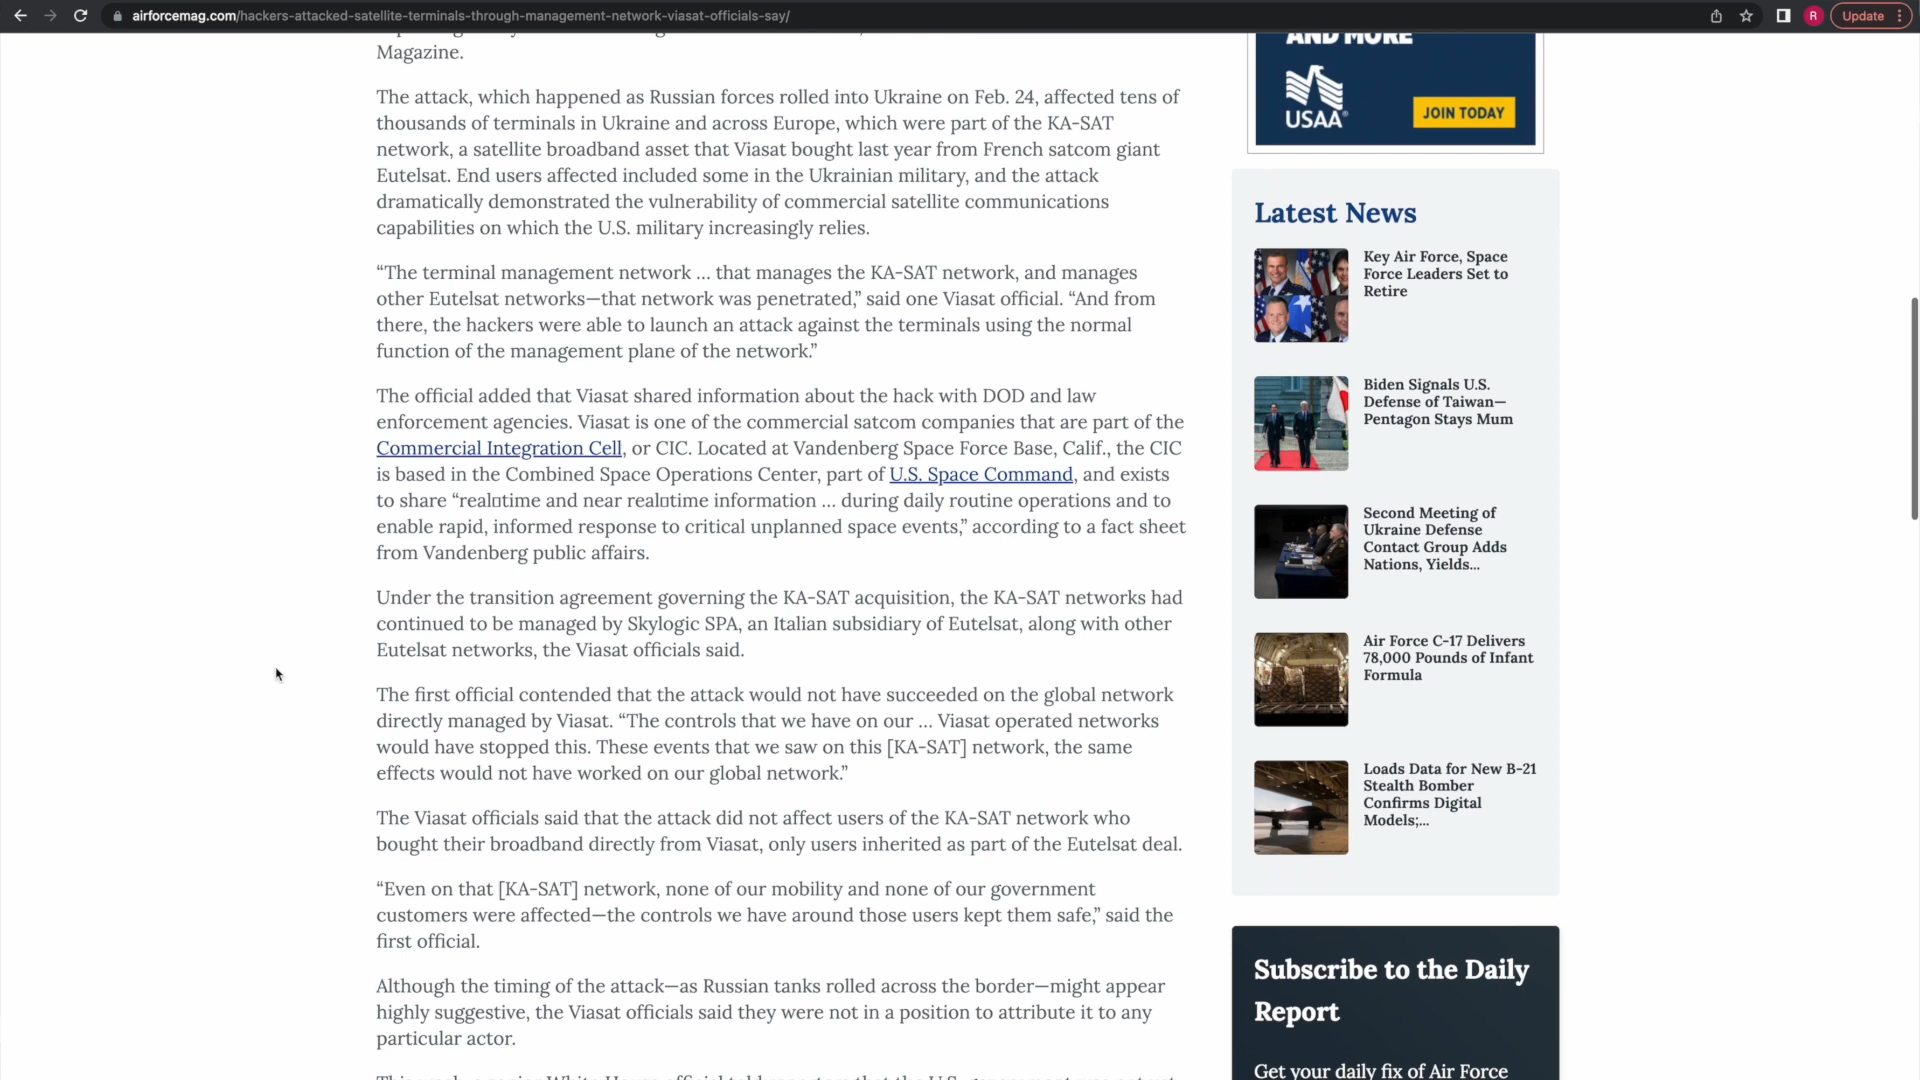 airforcemag.com/hackers-attacked-satellite-terminals-through-management-network-viasat-officials-say/
R
Update
Magazine.
The attack, which happened as Russian forces rolled into Ukraine on Feb. 24, affected tens of
thousands of terminals in Ukraine and across Europe, which were part of the KA-SAT
network, a satellite broadband asset that Viasat bought last year from French satcom giant
Eutelsat. End users affected included some in the Ukrainian military, and the attack
dramatically demonstrated the vulnerability of commercial satellite communications
capabilities on which the U.S. military increasingly relies.
“The terminal management network … that manages the KA-SAT network, and manages
other Eutelsat networks—that network was penetrated,” said one Viasat official. “And from
there, the hackers were able to launch an attack against the terminals using the normal
function of the management plane of the network.”
The official added that Viasat shared information about the hack with DOD and law
enforcement agencies. Viasat is one of the commercial satcom companies that are part of the
Commercial Integration Cell, or CIC. Located at Vandenberg Space Force Base, Calif., the CIC
is based in the Combined Space Operations Center, part of U.S. Space Command, and exists
to share “real▯time and near real▯time information … during daily routine operations and to
enable rapid, informed response to critical unplanned space events,” according to a fact sheet
from Vandenberg public affairs.
Under the transition agreement governing the KA-SAT acquisition, the KA-SAT networks had
continued to be managed by Skylogic SPA, an Italian subsidiary of Eutelsat, along with other
Eutelsat networks, the Viasat officials said.
The first official contended that the attack would not have succeeded on the global network
directly managed by Viasat. “The controls that we have on our … Viasat operated networks
would have stopped this. These events that we saw on this [KA-SAT] network, the same
effects would not have worked on our global network.”
The Viasat officials said that the attack did not affect users of the KA-SAT network who
bought their broadband directly from Viasat, only users inherited as part of the Eutelsat deal.
“Even on that [KA-SAT] network, none of our mobility and none of our government
customers were affected—the controls we have around those users kept them safe,” said the
first official.
Although the timing of the attack—as Russian tanks rolled across the border—might appear
highly suggestive, the Viasat officials said they were not in a position to attribute it to any
particular actor.
AND MORE
USAA®
JOIN TODAY
Latest News
Key Air Force, Space
Force Leaders Set to
Retire
Biden Signals U.S.
Defense of Taiwan—
Pentagon Stays Mum
Second Meeting of
Ukraine Defense
Contact Group Adds
Nations, Yields…
Air Force C-17 Delivers
78,000 Pounds of Infant
Formula
Loads Data for New B-21
Stealth Bomber
Confirms Digital
Models;…
Subscribe to the Daily
Report
Get your daily fix of Air Force